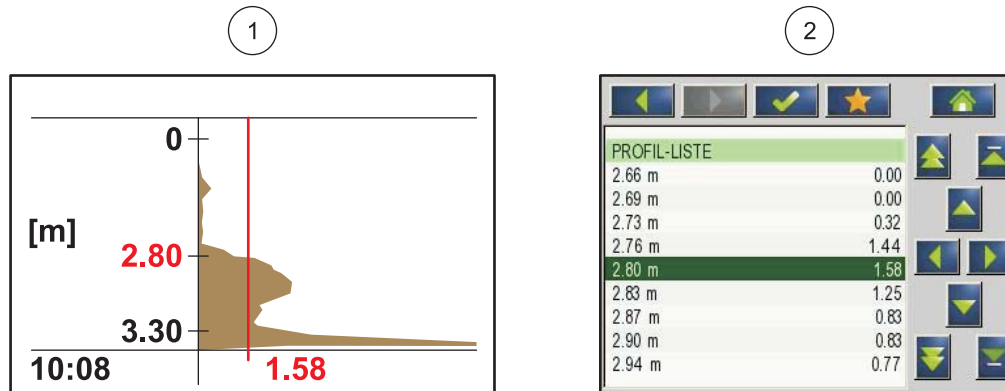 1
0
[m]
2.80
3.30
10:08
1.58
2
PROFIL-LISTE
2.66 m 0.00
2.69 m 0.00
2.73 m 0.32
2.76 m 1.44
2.80 m 1.58
2.83 m 1.25
2.87 m 0.83
2.90 m 0.83
2.94 m 0.77